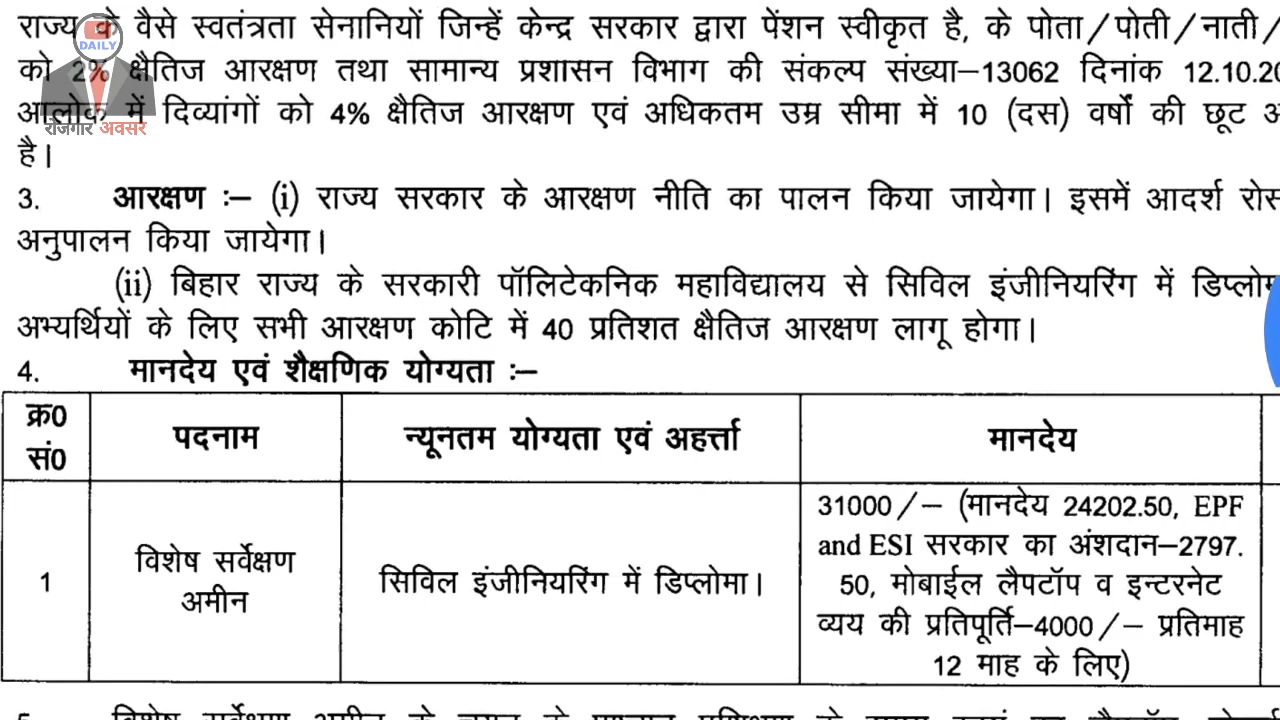 राज्य के वैसे स्वतंत्रता सेनानियों जिन्हें केन्द्र सरकार द्वारा पेंशन स्वीकृत है, के पोता/पोती/नाती/
को 2% क्षैतिज आरक्षण तथा सामान्य प्रशासन विभाग की संकल्प संख्या–13062 दिनांक 12.10.20
आलोक में दिव्यांगों को 4% क्षैतिज आरक्षण एवं अधिकतम उम्र सीमा में 10 (दस) वर्षों की छूट
है।
DAILY
रोजगार अवसर
3. आरक्षण :– (i) राज्य सरकार के आरक्षण नीति का पालन किया जायेगा। इसमें आदर्श
अनुपालन किया जायेगा।
(ii) बिहार राज्य के सरकारी पॉलिटेकनिक महाविद्यालय से सिविल इंजीनियरिंग में
अभ्यर्थियों के लिए सभी आरक्षण कोटि में 40 प्रतिशत क्षैतिज आरक्षण लागू होगा।
4. मानदेय एवं शैक्षणिक योग्यता :–
क्र0
सं0
पदनाम
न्यूनतम योग्यता एवं अहर्त्ता
मानदेय
1
विशेष सर्वेक्षण
अमीन
सिविल इंजीनियरिंग में डिप्लोमा।
31000/– (मानदेय 24202.50, EPF
and ESI सरकार का अंशदान–2797.
50, मोबाईल लैपटॉप व इन्टरनेट
व्यय की प्रतिपूर्ति–4000/– प्रतिमाह
12 माह के लिए)